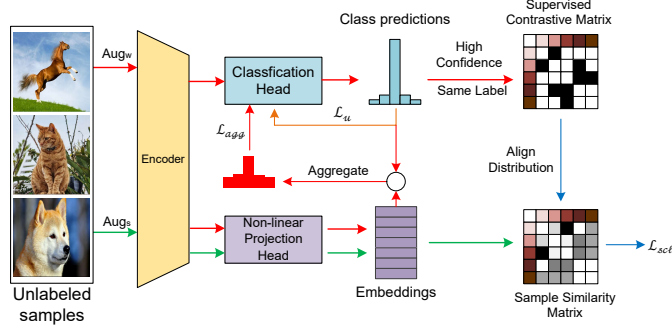 Class predictions
Supervised
Contrastive Matrix
Aug_w
Classfication
Head
High
Confidence
Same Label
ℒ_agg
ℒ_u
Encoder
Aggregate
Align
Distribution
Aug_s
Non-linear
Projection
Head
ℒ_scl
Unlabeled
samples
Embeddings
Sample Similarity
Matrix